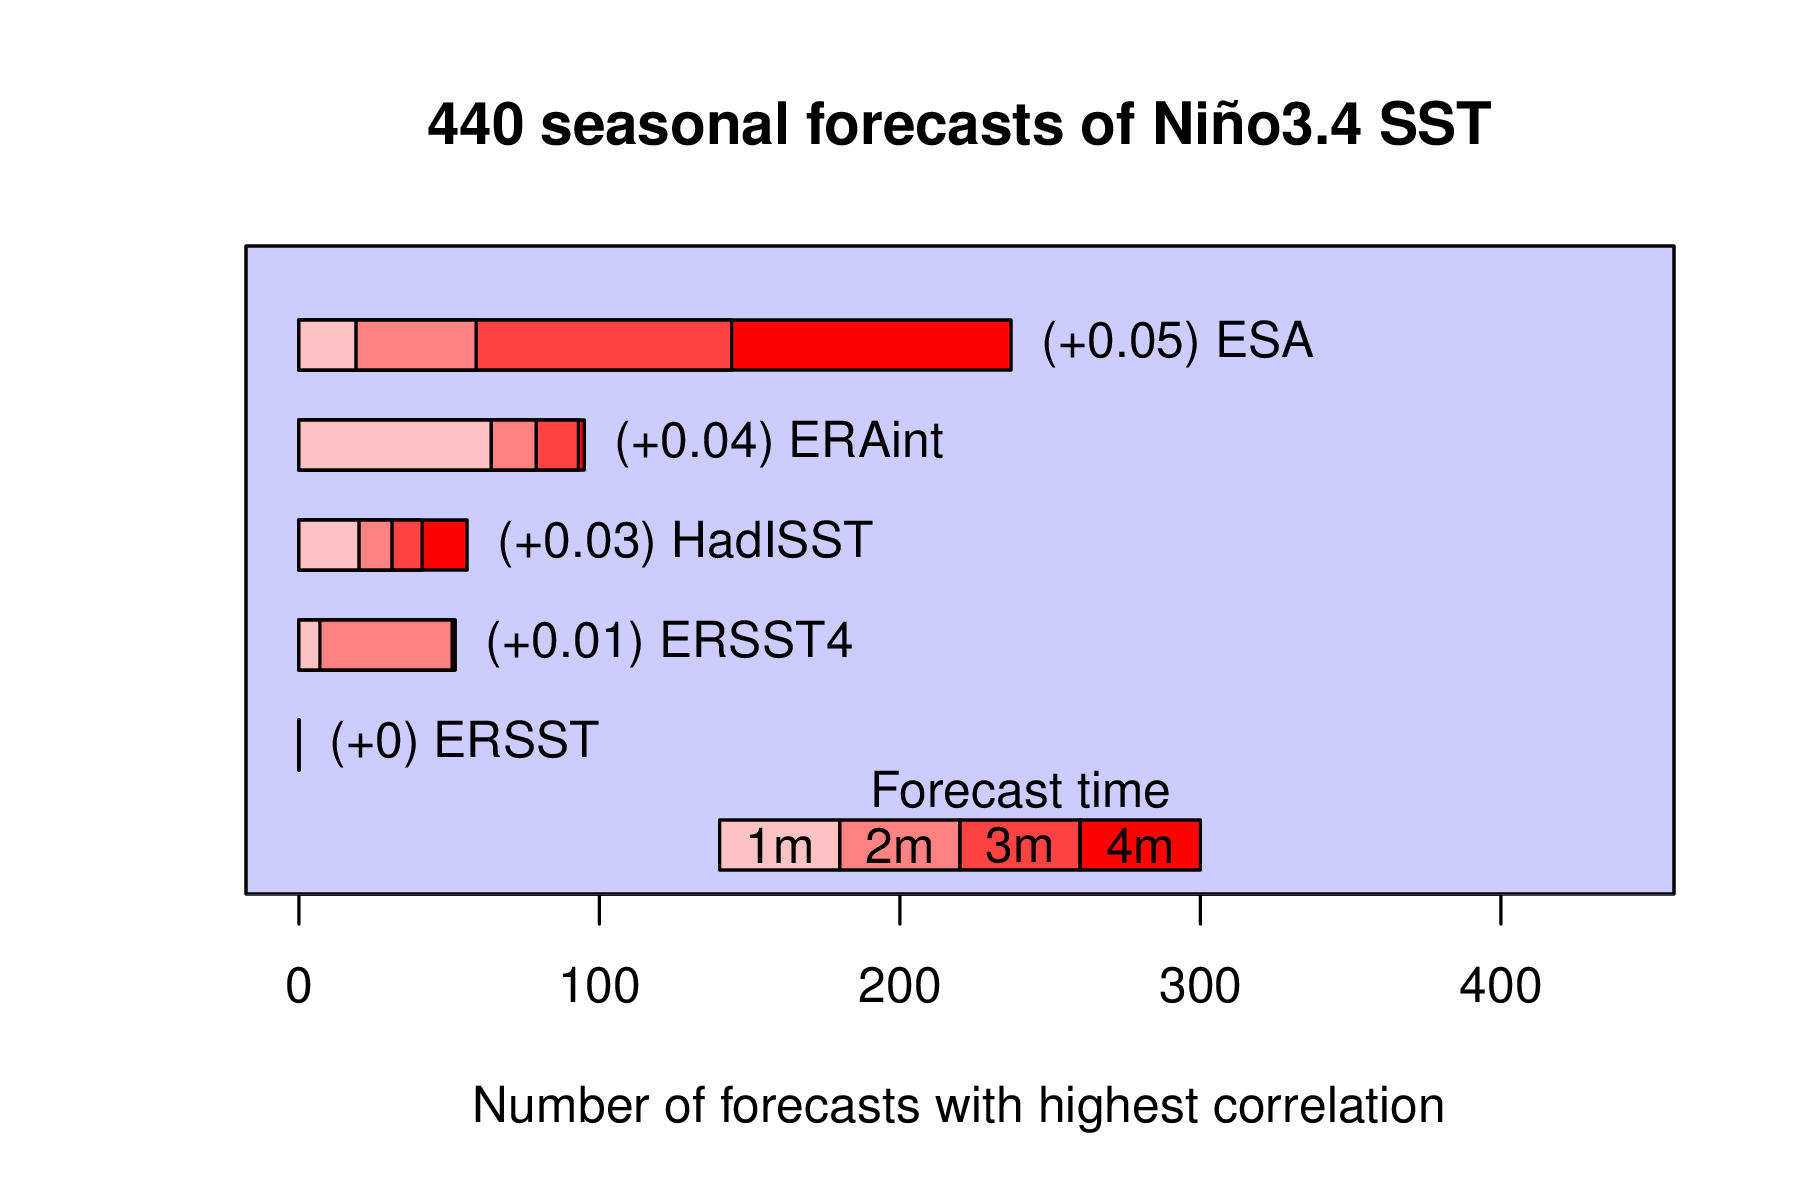 440 seasonal forecasts of Niño3.4 SST
(+0.05) ESA
(+0.04) ERAint
(+0.03) HadISST
(+0.01) ERSST4
(+0) ERSST
Forecast time
1m 2m 3m 4m
0 100 200 300 400
Number of forecasts with highest correlation